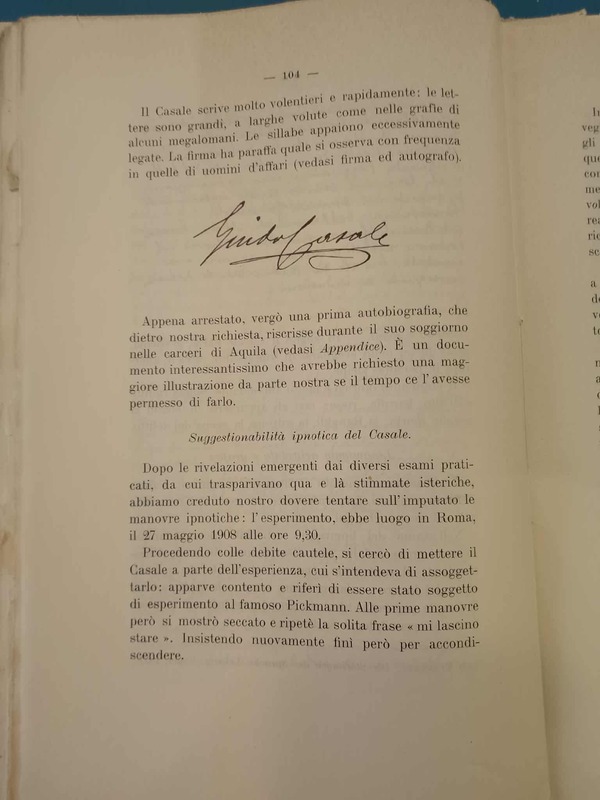 — 104 —
Il Casale scrive molto volentieri e rapidamente: le let-
tere sono grandi, a larghe volute come nelle grafie di
alcuni megalomani. Le sillabe appaiono eccessivamente
legate. La firma ha paraffa quale si osserva con frequenza
in quelle di uomini d'affari (vedasi firma ed autografo).
Guido Casale
Appena arrestato, vergò una prima autobiografia, che
dietro nostra richiesta, riscrisse durante il suo soggiorno
nelle carceri di Aquila (vedasi Appendice). È un docu-
mento interessantissimo che avrebbe richiesto una mag-
giore illustrazione da parte nostra se il tempo ce l'avesse
permesso di farlo.
Suggestionabilità ipnotica del Casale.
Dopo le rivelazioni emergenti dai diversi esami prati-
cati, da cui trasparivano qua e là stimmate isteriche,
abbiamo creduto nostro dovere tentare sull'imputato le
manovre ipnotiche: l'esperimento, ebbe luogo in Roma,
il 27 maggio 1908 alle ore 9,30.
Procedendo colle debite cautele, si cercò di mettere il
Casale a parte dell'esperienza, cui s'intendeva di assogget-
tarlo: apparve contento e riferì di essere stato soggetto
di esperimento al famoso Pickmann. Alle prime manovre
però si mostrò seccato e ripetè la solita frase « mi lascino
stare ». Insistendo nuovamente finì però per accondi-
scendere.